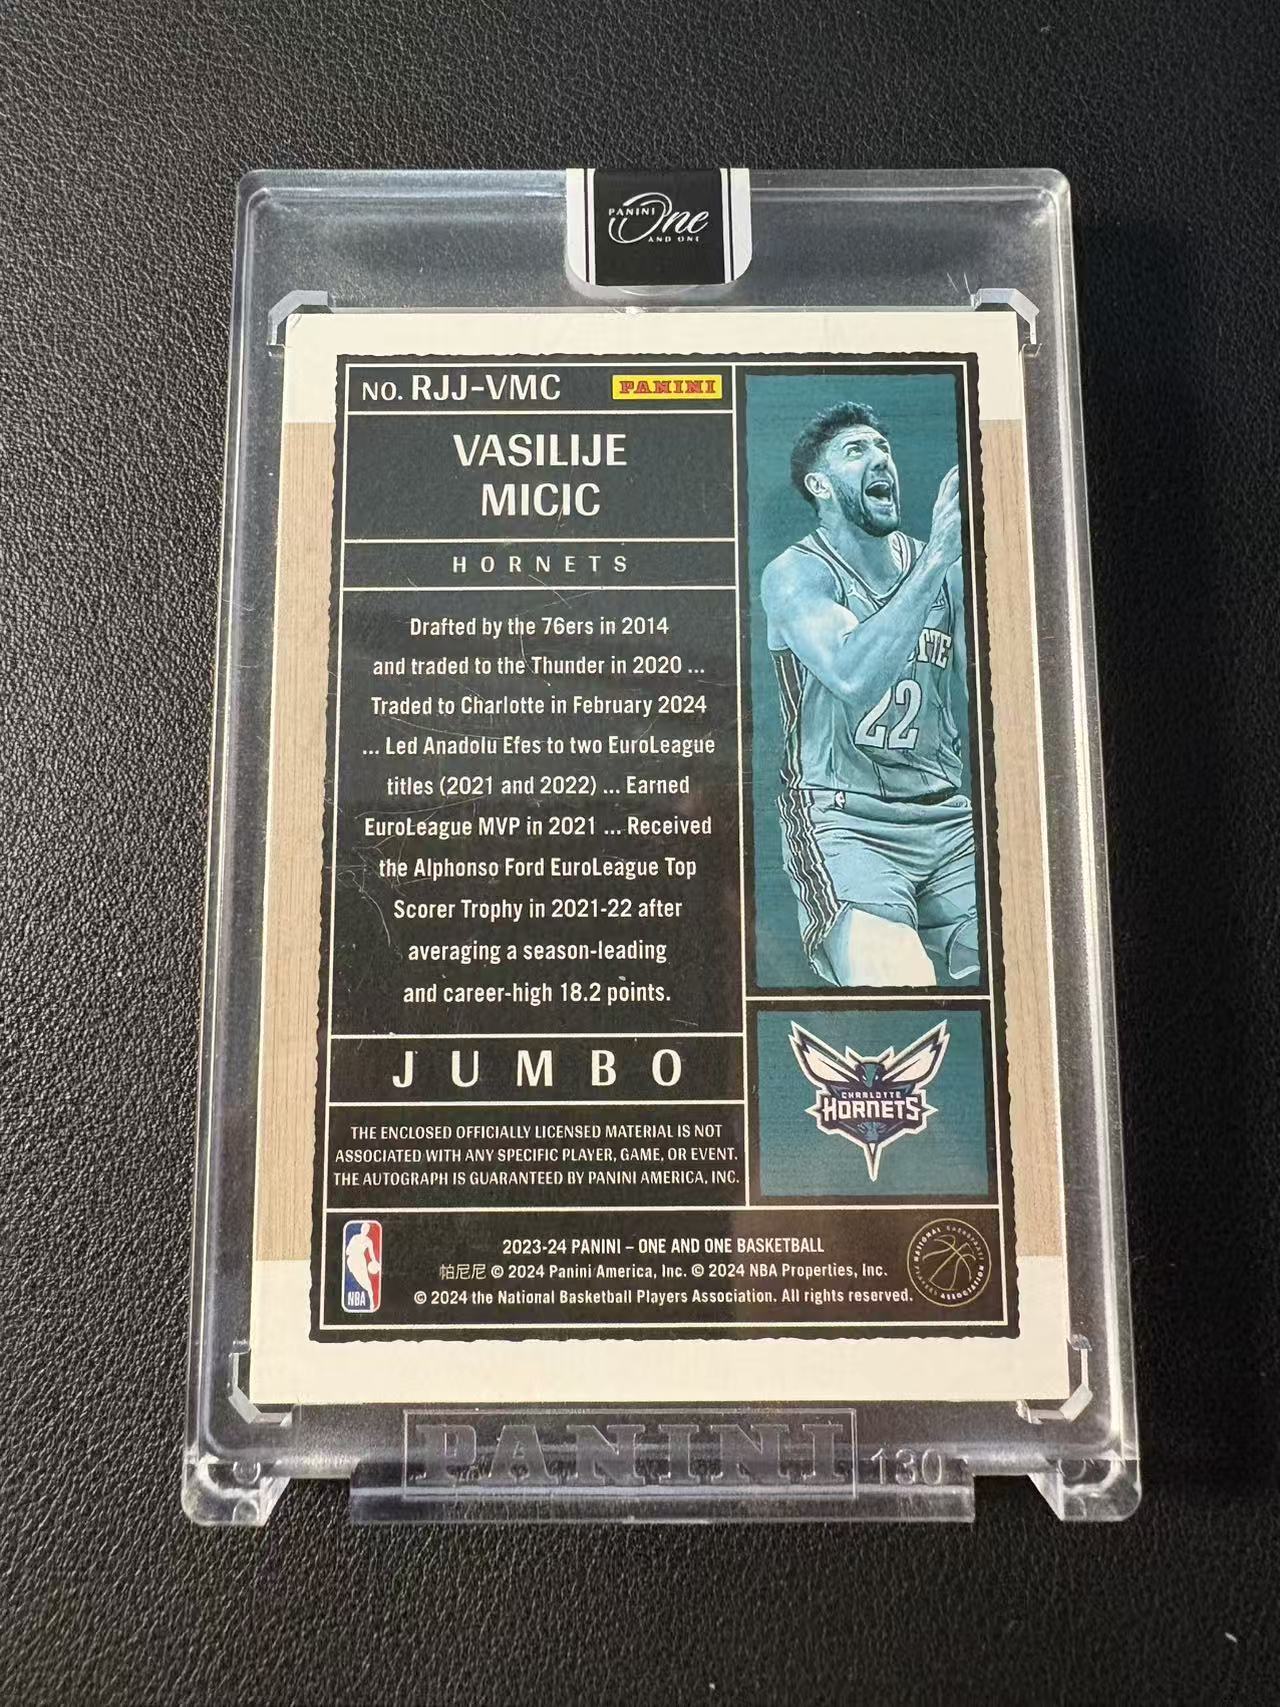 PANINI
One
AND ONE
NO. RJJ-VMC
PANINI
VASILIJE
MICIC
HORNETS
Drafted by the 76ers in 2014
and traded to the Thunder in 2020 ...
Traded to Charlotte in February 2024
... Led Anadolu Efes to two EuroLeague
titles (2021 and 2022) ... Earned
EuroLeague MVP in 2021 ... Received
the Alphonso Ford EuroLeague Top
Scorer Trophy in 2021-22 after
averaging a season-leading
and career-high 18.2 points.
TTE
22
JUMBO
CHARLOTTE
HORNETS
THE ENCLOSED OFFICIALLY LICENSED MATERIAL IS NOT
ASSOCIATED WITH ANY SPECIFIC PLAYER, GAME, OR EVENT.
THE AUTOGRAPH IS GUARANTEED BY PANINI AMERICA, INC.
NBA
2023-24 PANINI – ONE AND ONE BASKETBALL
帕尼尼 © 2024 Panini America, Inc. © 2024 NBA Properties, Inc.
© 2024 the National Basketball Players Association. All rights reserved.
NATIONAL BASKETBALL PLAYERS ASSOCIATION
PANINI 130